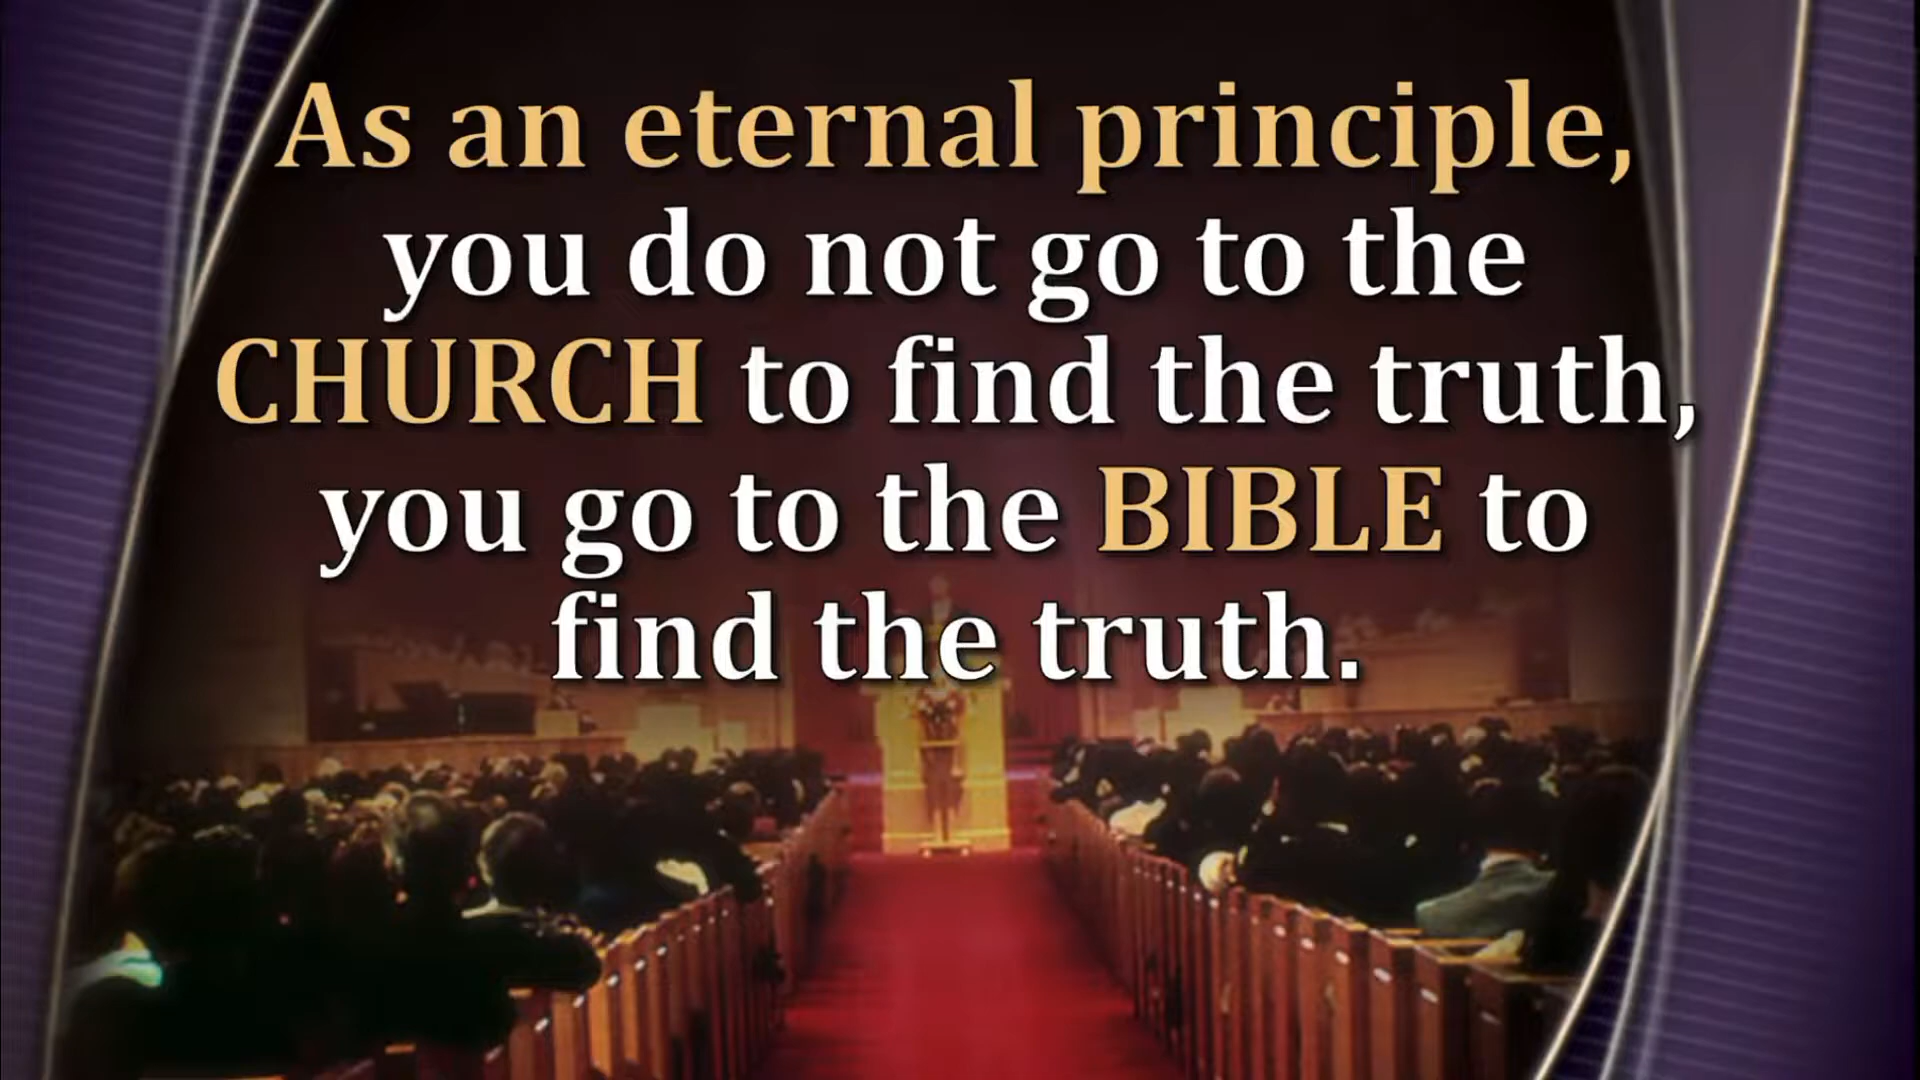 As an eternal principle,
you do not go to the
CHURCH to find the truth,
you go to the BIBLE to
find the truth.